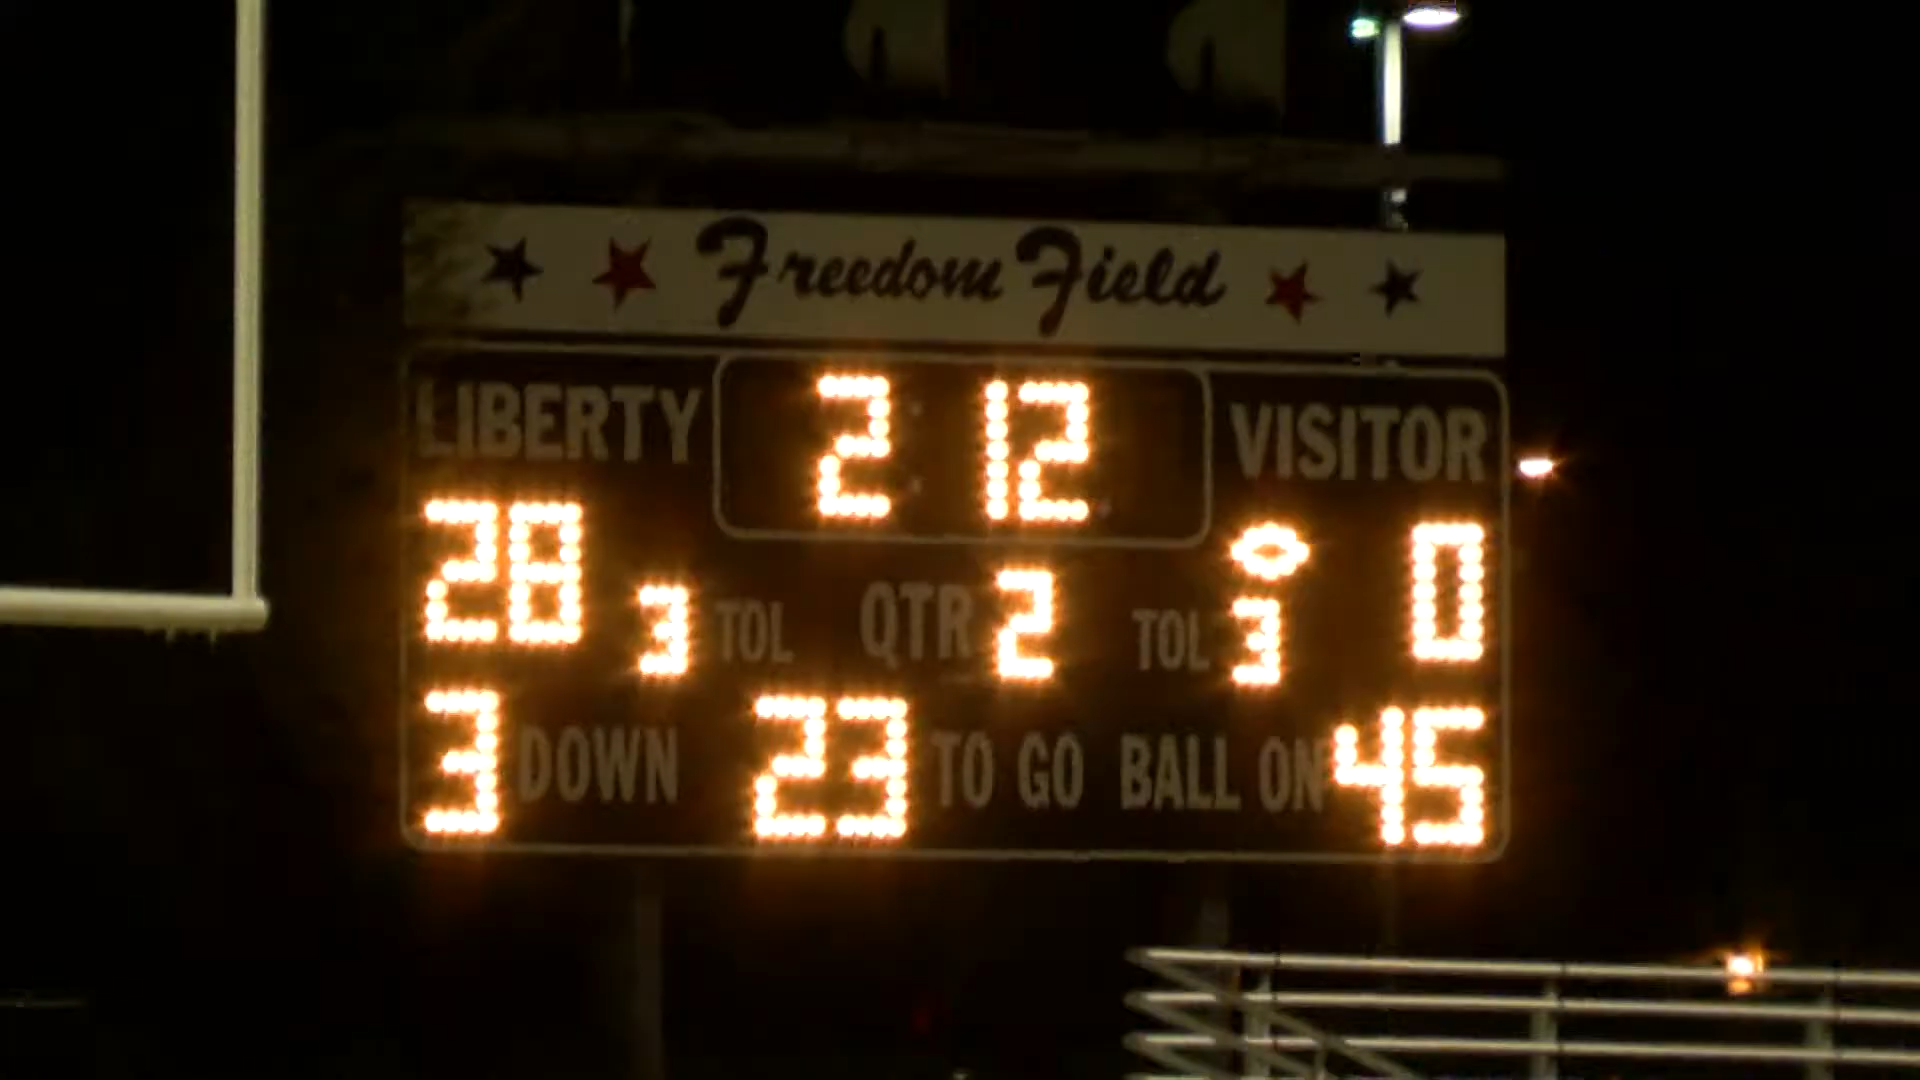 Freedom Field
LIBERTY 2:12 VISITOR
28 3 TOL QTR 2 TOL 3 0
3 DOWN 23 TO GO BALL ON 45